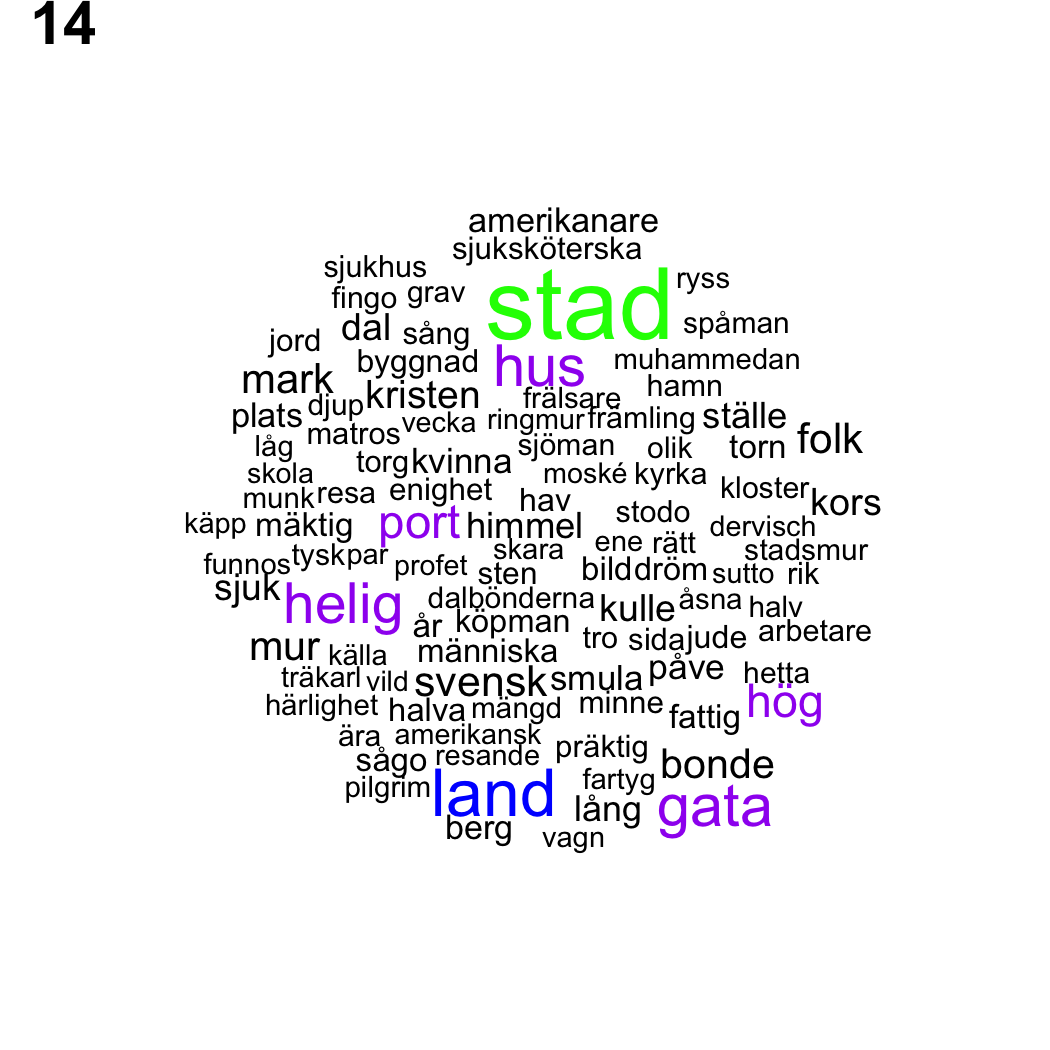 14
amerikanare
sjuksköterska
sjukhus
stad ryss
fingo grav
spåman
jord dal sång
byggnad hus muhammedan
mark kristen frälsare hamn
plats djup vecka ringmur främling ställe
matros folk
låg sjöman olik torn
torg kvinna
skola moské kyrka
munk resa enighet hav kloster kors
käpp mäktig port himmel stodo dervisch
skara ene rätt stadsmur
funnos tysk par profet sten bild dröm sutto rik
sjuk helig dalbönderna kulle åsna halv
år köpman tro sida jude arbetare
mur källa människa
träkarl vild svensk smula påve hetta
härlighet halva mängd minne fattig hög
ära amerikansk präktig
sågo resande bonde
pilgrim land fartyg
lång gata
berg vagn